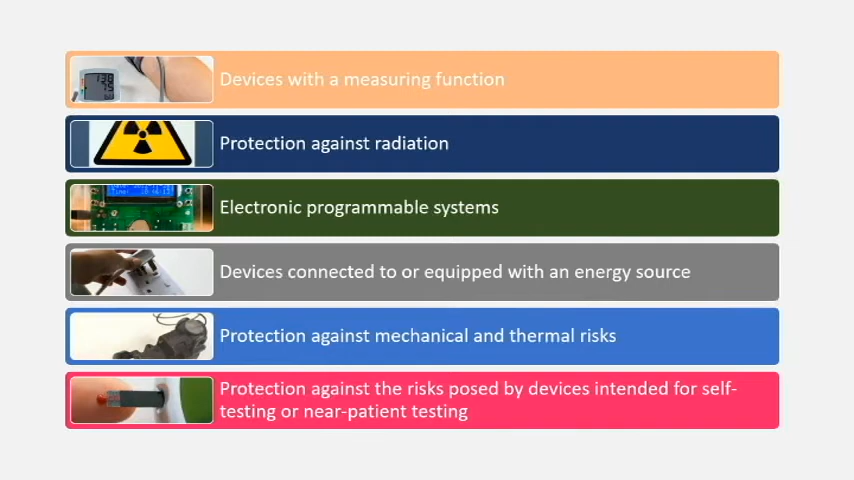 Devices with a measuring function
Protection against radiation
Electronic programmable systems
Devices connected to or equipped with an energy source
Protection against mechanical and thermal risks
Protection against the risks posed by devices intended for self-
testing or near-patient testing